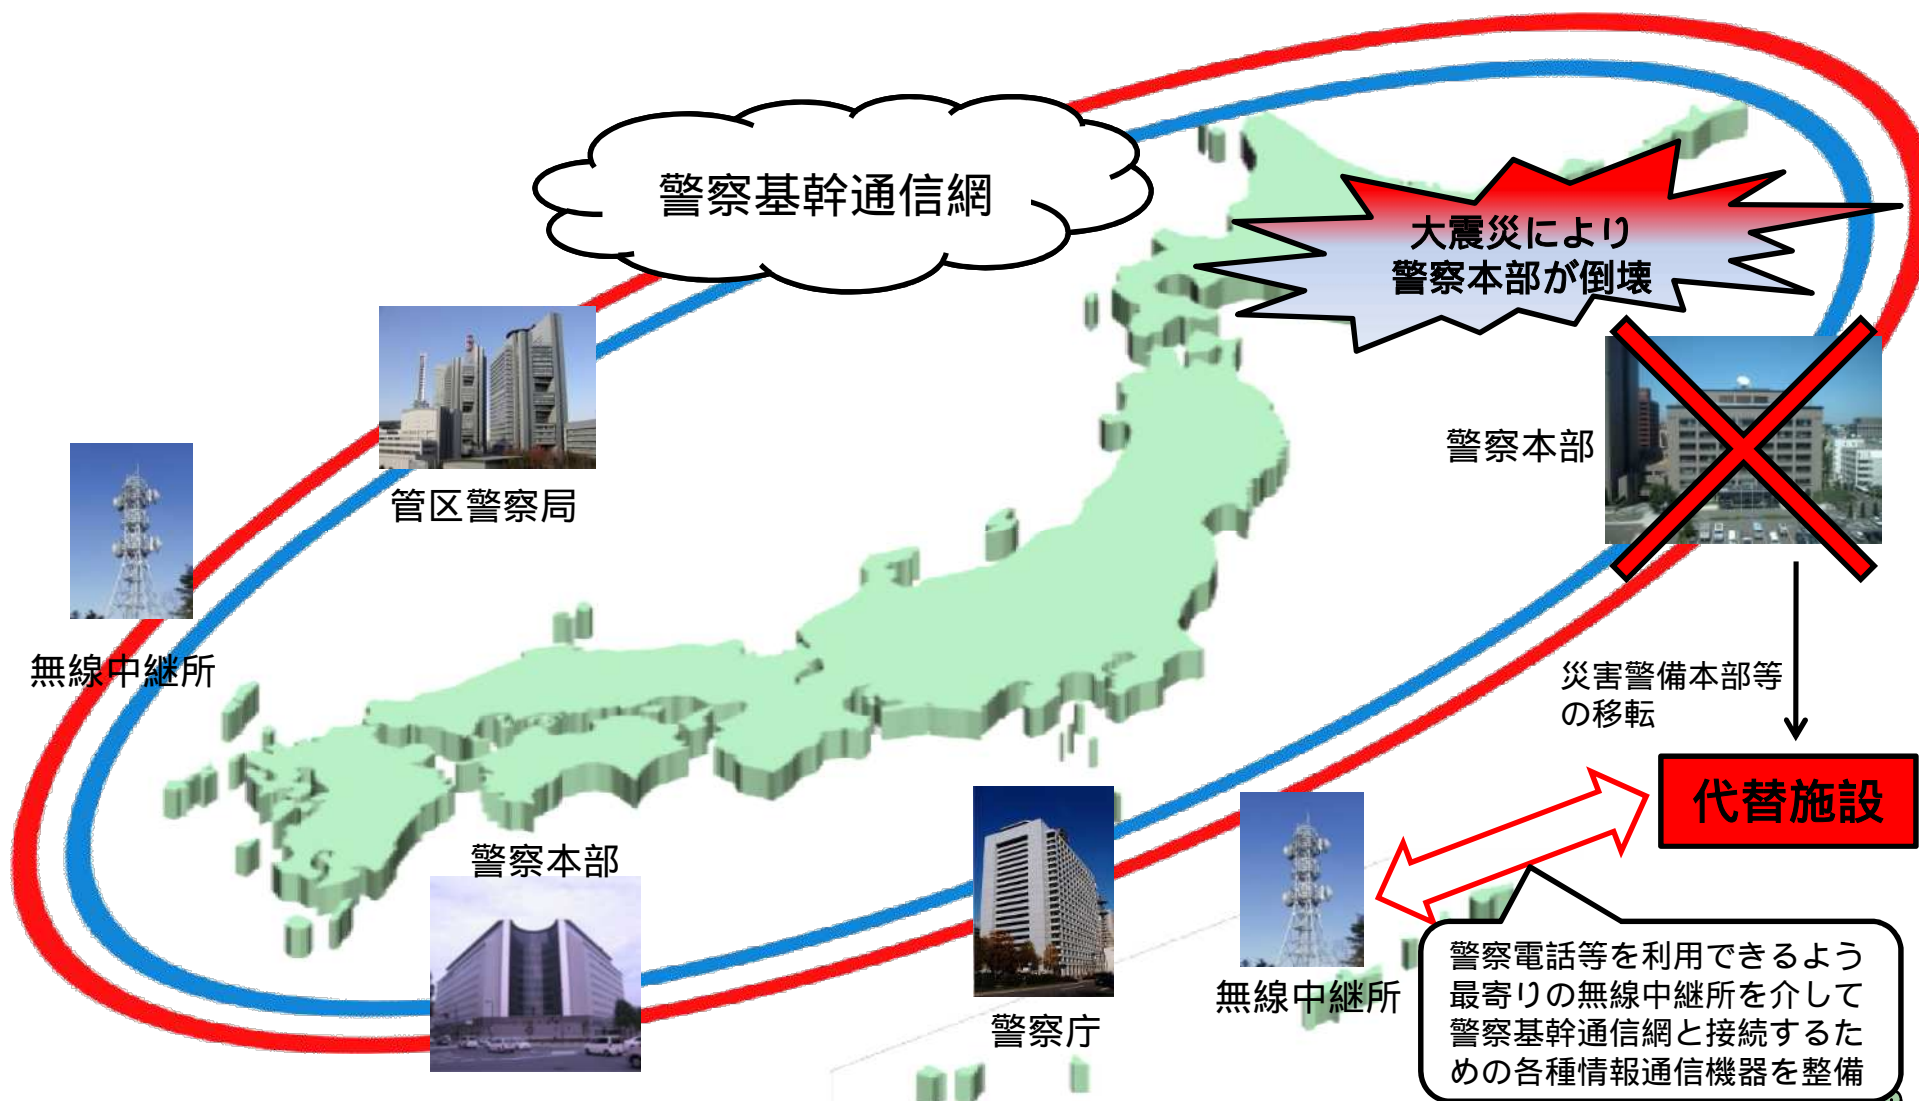 警察基幹通信網
大震災により
警察本部が倒壊
管区警察局
警察本部
無線中継所
災害警備本部等
の移転
代替施設
警察本部
無線中継所
警察庁
警察電話等を利用できるよう
最寄りの無線中継所を介して
警察基幹通信網と接続するた
めの各種情報通信機器を整備